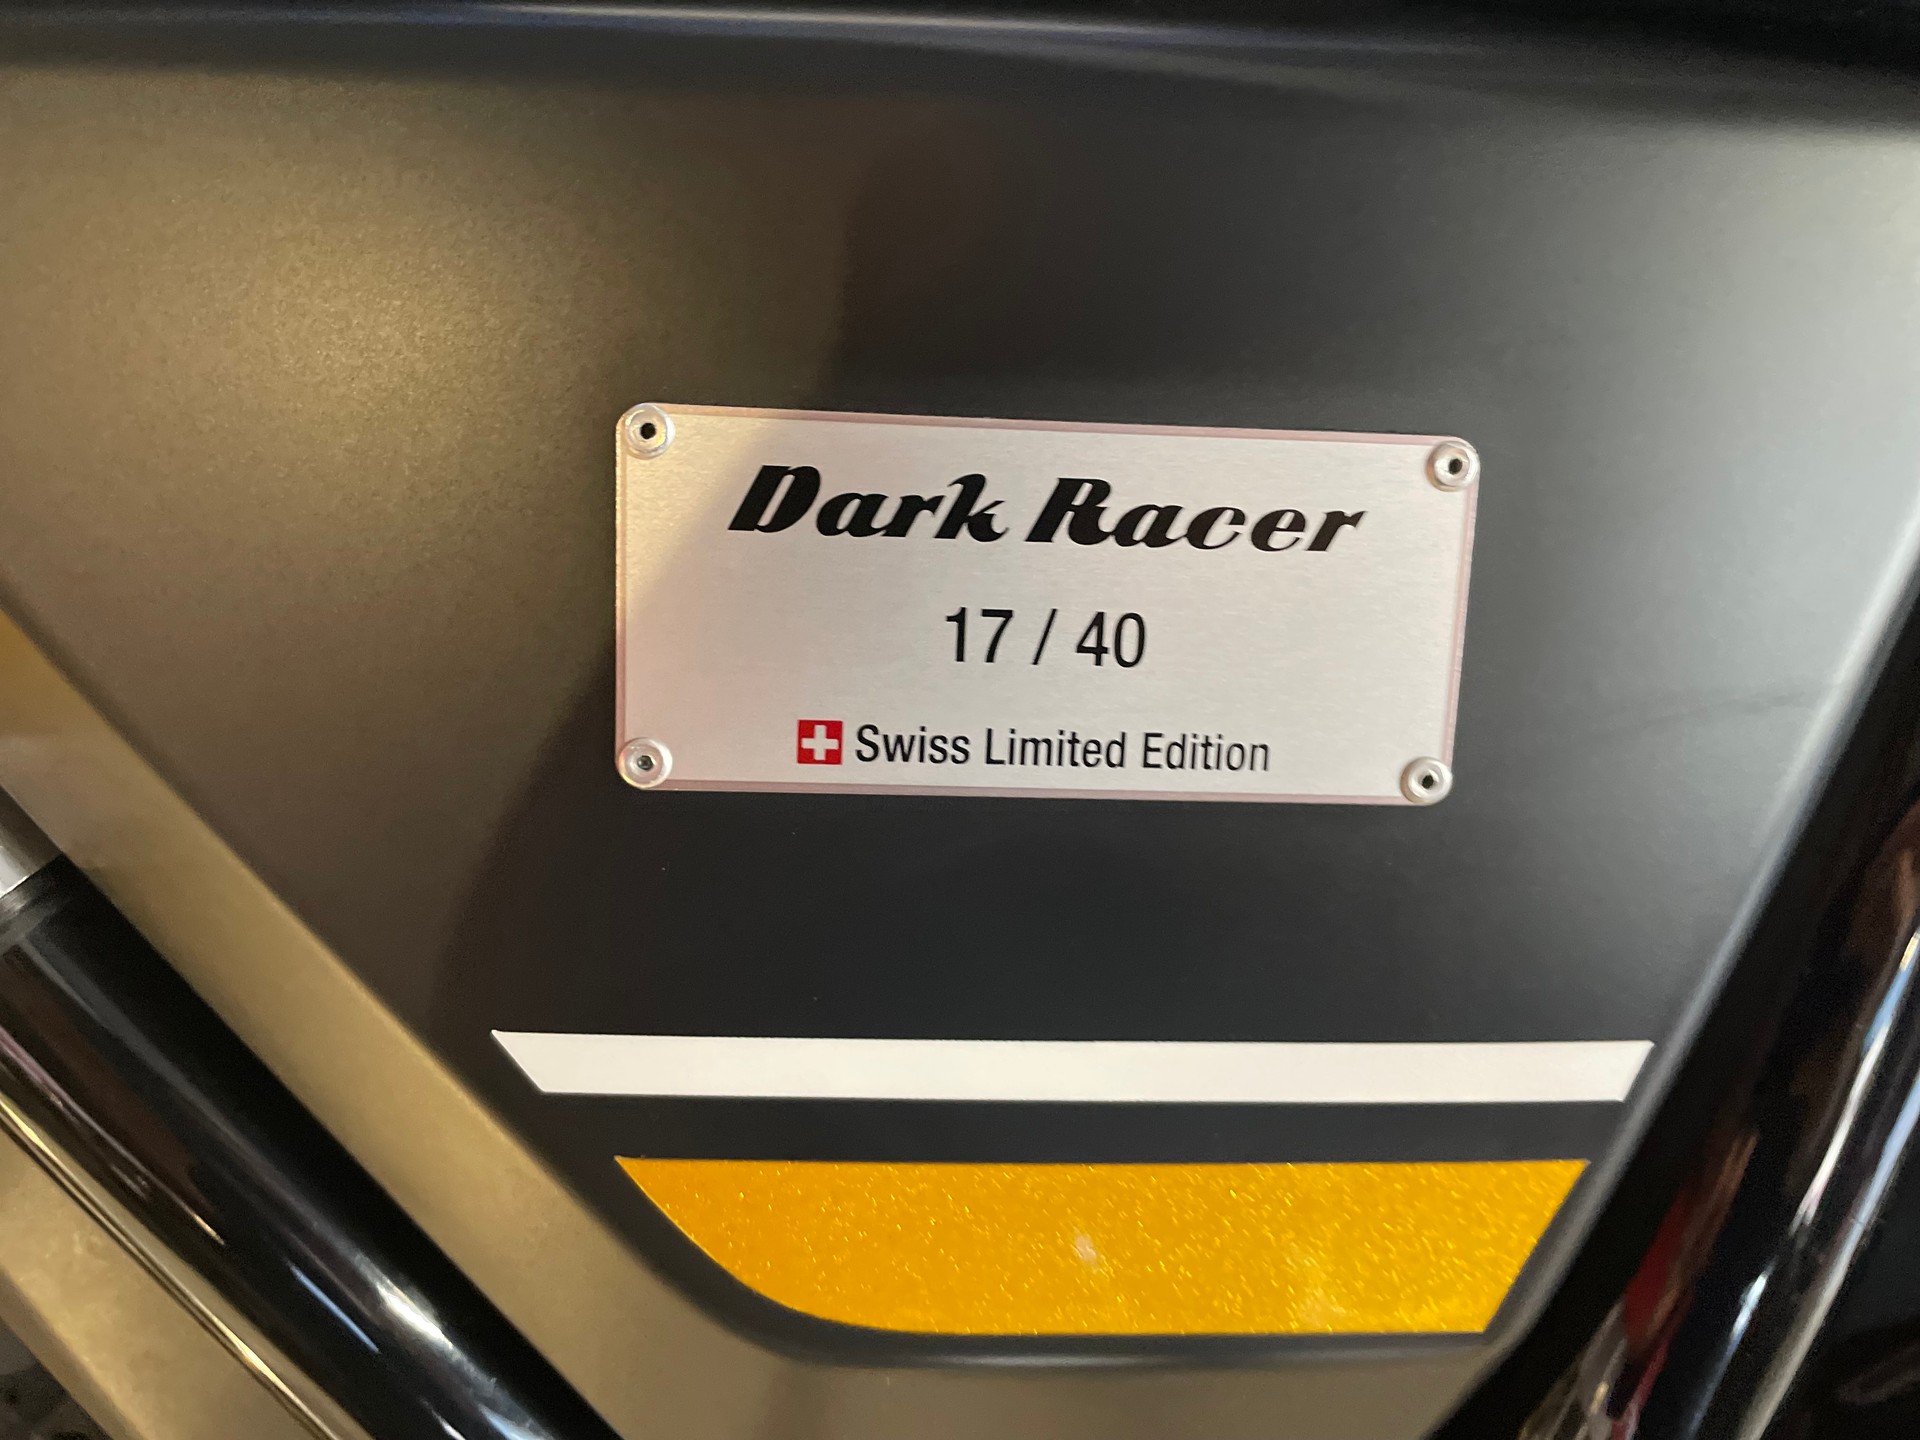 Dark Racer
17 / 40
Swiss Limited Edition